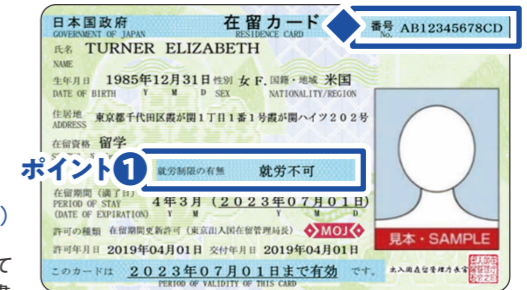 日本国政府 在留カード 番号 AB12345678CD
GOVERNMENT OF JAPAN RESIDENCE CARD No.
氏名 TURNER ELIZABETH
NAME
生年月日 1985年12月31日 性別 女 F. 国籍・地域 米国
DATE OF BIRTH Y M D SEX NATIONALITY/REGION
住居地 東京都千代田区霞が関1丁目1番1号霞が関ハイツ202号
ADDRESS
在留資格 留学
ポイント1 就労制限の有無 就労不可
在留期間（満了日） 4年3月（2023年07月01日）
PERIOD OF STAY
(DATE OF EXPIRATION) Y M Y M D
許可の種類 在留期間更新許可（東京出入国在留管理局長） MOJ
見本・SAMPLE
許可年月日 2019年04月01日 交付年月日 2019年04月01日
このカードは 2023年07月01日まで有効 です。
PERIOD OF VALIDITY OF THIS CARD
出入国在留管理庁長官
）
て